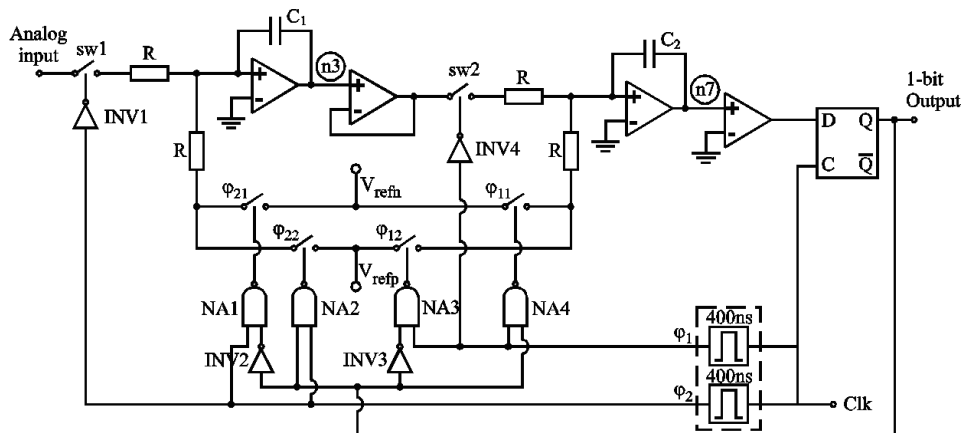 Analog
input
sw1
R
C₁
n3
sw2
R
C₂
n7
1-bit
Output
INV1
R
INV4
R
D Q
C Q̅
φ₂₁
Vrefn
φ₁₁
φ₂₂
φ₁₂
Vrefp
NA1
NA2
NA3
NA4
400ns
φ₁
INV2
INV3
400ns
φ₂
Clk